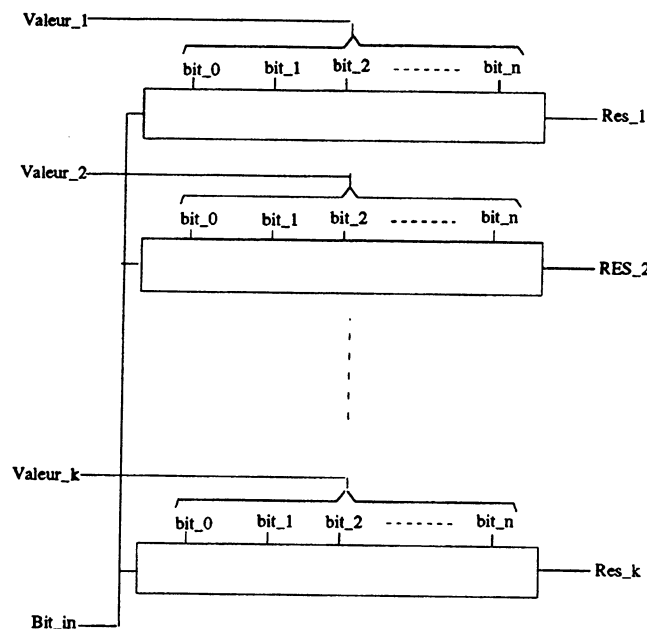 Valeur_1
bit_0 bit_1 bit_2 -------- bit_n
Res_1
Valeur_2
bit_0 bit_1 bit_2 -------- bit_n
RES_2
Valeur_k
bit_0 bit_1 bit_2 -------- bit_n
Res_k
Bit_in